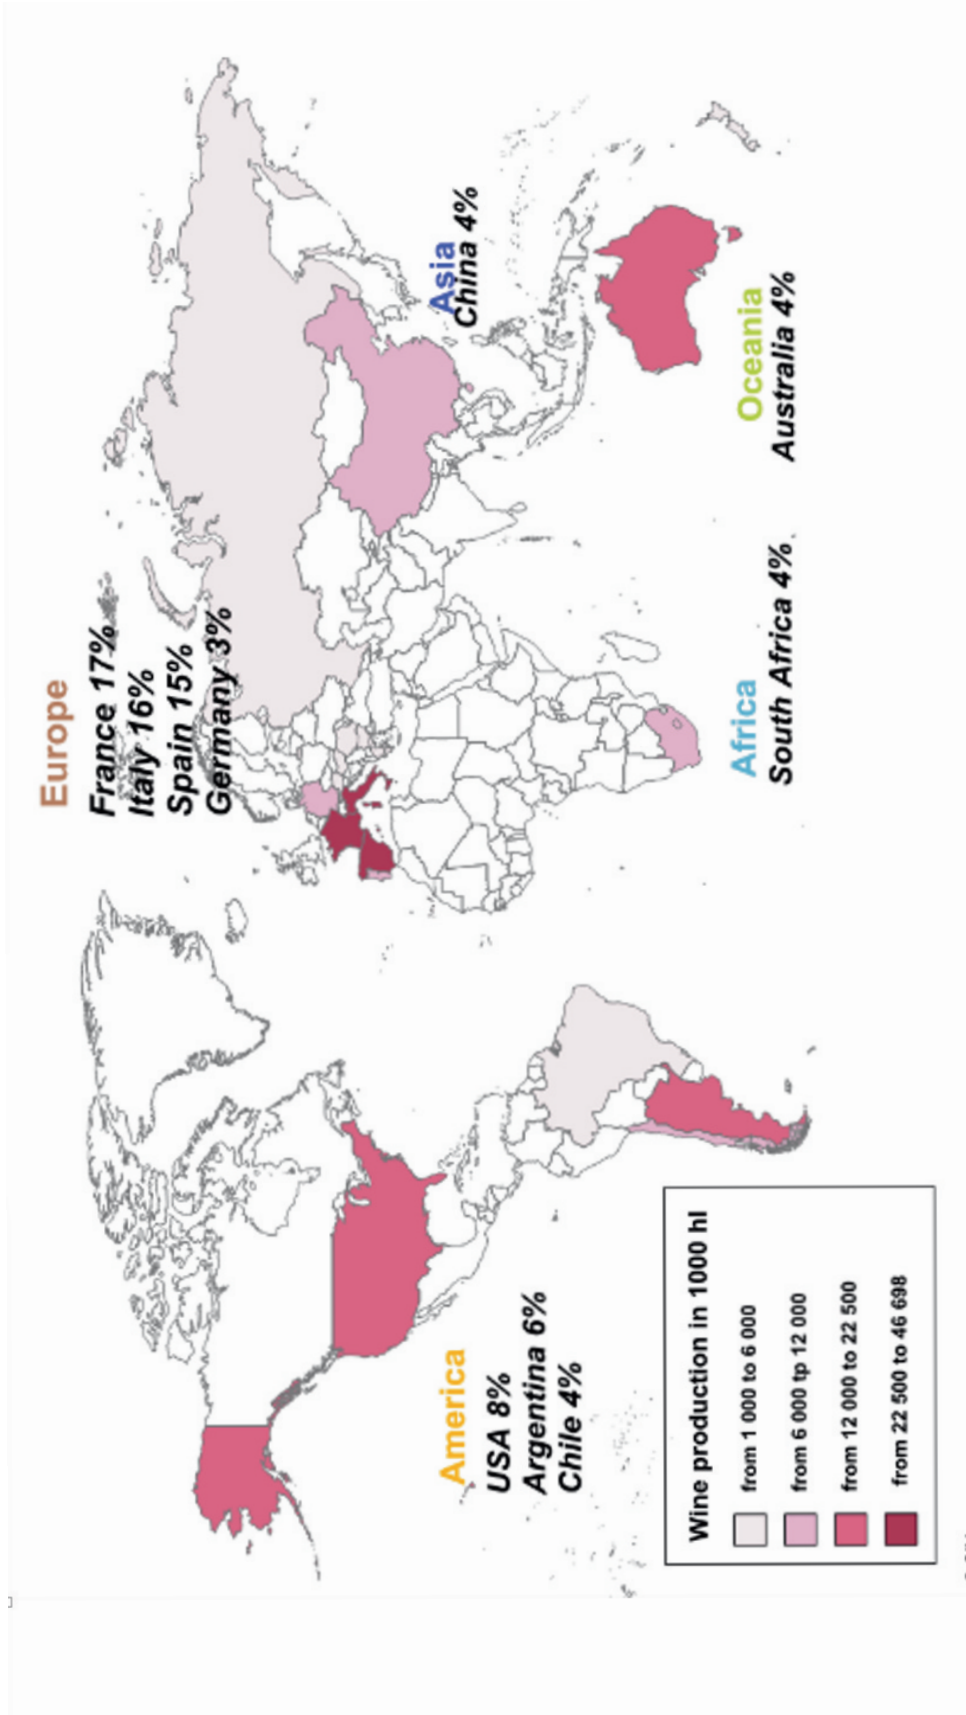 Europe
France 17%
Italy 16%
Spain 15%
Germany 3%
Asia
China 4%
America
USA 8%
Argentina 6%
Chile 4%
Africa
South Africa 4%
Oceania
Australia 4%
Wine production in 1000 hl
from 1 000 to 6 000
from 6 000 tp 12 000
from 12 000 to 22 500
from 22 500 to 46 698